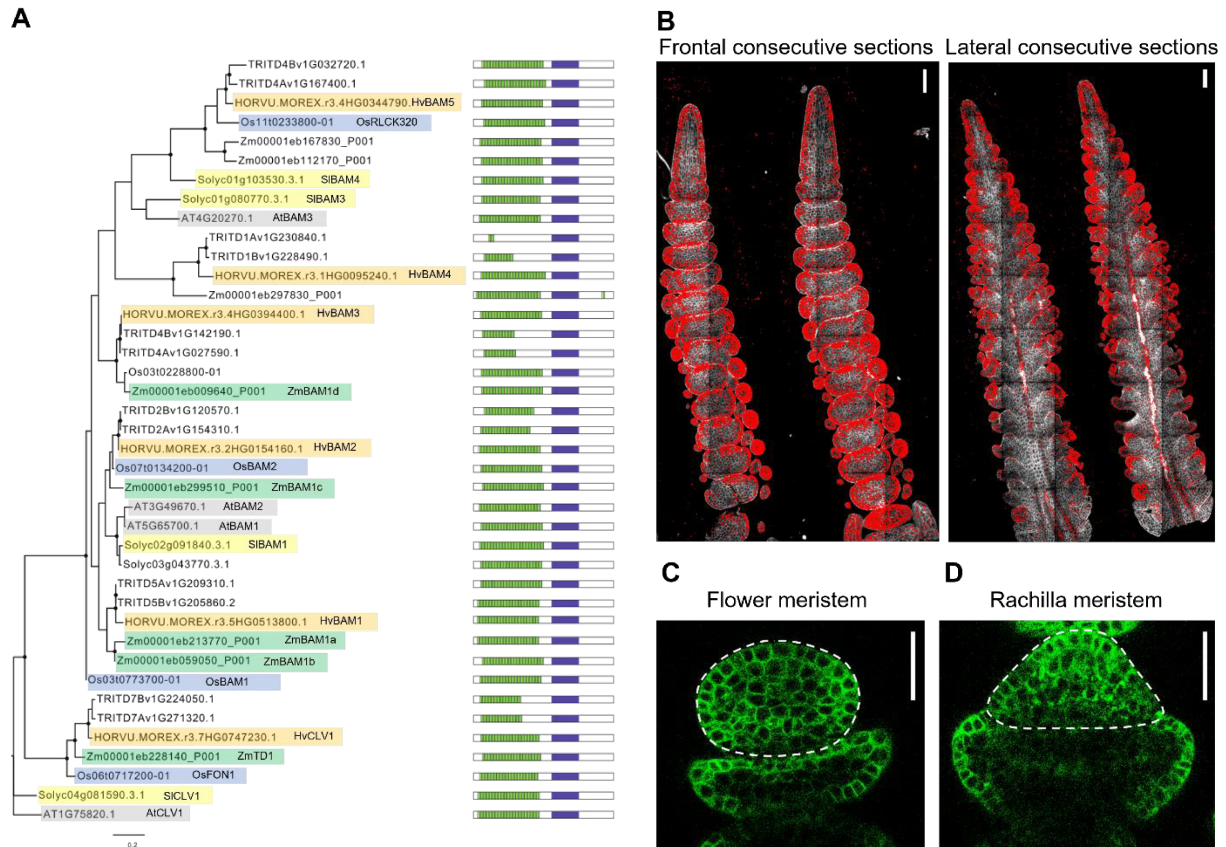 A
TRITD4Bv1G032720.1
TRITD4Av1G167400.1
HORVU.MOREX.r3.4HG0344790.HvBAM5
Os11t0233800-01 OsRLCK320
Zm00001eb167830_P001
Zm00001eb112170_P001
Solyc01g103530.3.1 SlBAM4
Solyc01g080770.3.1 SlBAM3
AT4G20270.1 AtBAM3
TRITD1Av1G230840.1
TRITD1Bv1G228490.1
HORVU.MOREX.r3.1HG0095240.1 HvBAM4
Zm00001eb297830_P001
HORVU.MOREX.r3.4HG0394400.1 HvBAM3
TRITD4Bv1G142190.1
TRITD4Av1G027590.1
Os03t0228800-01
Zm00001eb009640_P001 ZmBAM1d
TRITD2Bv1G120570.1
TRITD2Av1G154310.1
HORVU.MOREX.r3.2HG0154160.1 HvBAM2
Os07t0134200-01 OsBAM2
Zm00001eb299510_P001 ZmBAM1c
AT3G49670.1 AtBAM2
AT5G65700.1 AtBAM1
Solyc02g091840.3.1 SlBAM1
Solyc03g043770.3.1
TRITD5Av1G209310.1
TRITD5Bv1G205860.2
HORVU.MOREX.r3.5HG0513800.1 HvBAM1
Zm00001eb213770_P001 ZmBAM1a
Zm00001eb059050_P001 ZmBAM1b
Os03t0773700-01 OsBAM1
TRITD7Bv1G224050.1
TRITD7Av1G271320.1
HORVU.MOREX.r3.7HG0747230.1 HvCLV1
Zm00001eb228140_P001 ZmTD1
Os06t0717200-01 OsFON1
Solyc04g081590.3.1 SlCLV1
AT1G75820.1 AtCLV1
0.2
B
Frontal consecutive sections
Lateral consecutive sections
C
Flower meristem
D
Rachilla meristem